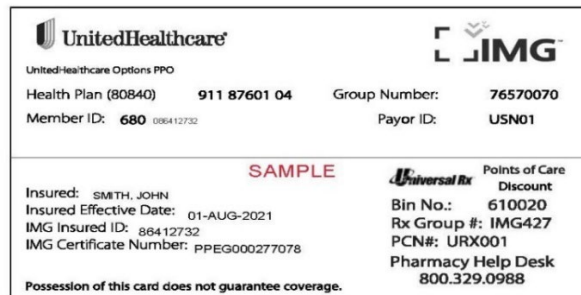 UnitedHealthcare®
IMG™
UnitedHealthcare Options PPO
Health Plan (80840) 911 87601 04 Group Number: 76570070
Member ID: 680 086412732 Payor ID: USN01
SAMPLE
Insured: SMITH, JOHN
Insured Effective Date: 01-AUG-2021
IMG Insured ID: 86412732
IMG Certificate Number: PPEG000277078
Possession of this card does not guarantee coverage.
Universal Rx Points of Care
Discount
Bin No.: 610020
Rx Group #: IMG427
PCN#: URX001
Pharmacy Help Desk
800.329.0988